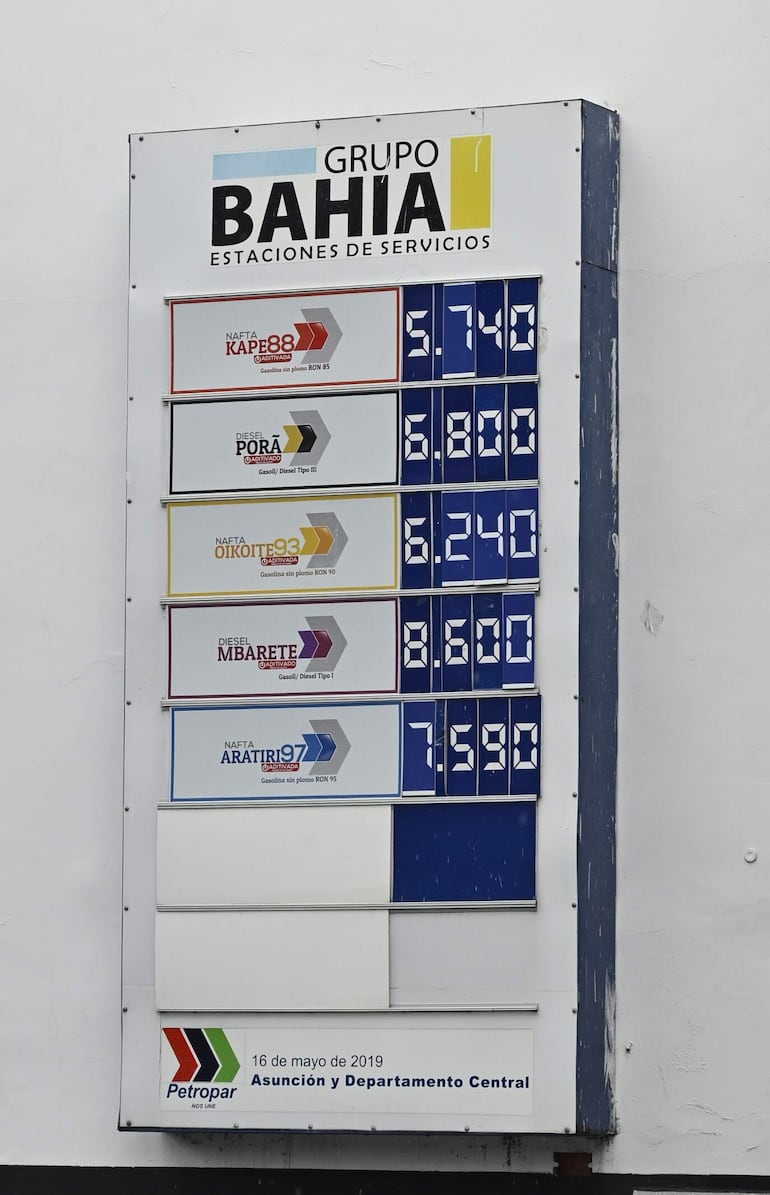 GRUPO
BAHÍA
ESTACIONES DE SERVICIOS
NAFTA
KAPE88
ADITIVADA
Gasolina sin plomo RON 85
5.740
DIESEL
PORÃ
ADITIVADO
Gasoil/ Diesel Tipo III
6.800
NAFTA
OIKOITE93
ADITIVADA
Gasolina sin plomo RON 90
6.240
DIESEL
MBARETE
ADITIVADO
Gasoil/ Diesel Tipo I
8.600
NAFTA
ARATIRI97
ADITIVADA
Gasolina sin plomo RON 95
7.590
Petropar
NOS UNE
16 de mayo de 2019
Asunción y Departamento Central